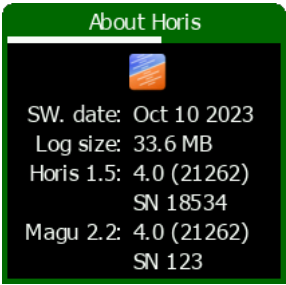 About Horis
SW. date: Oct 10 2023
Log size: 33.6 MB
Horis 1.5: 4.0 (21262)
SN 18534
Magu 2.2: 4.0 (21262)
SN 123